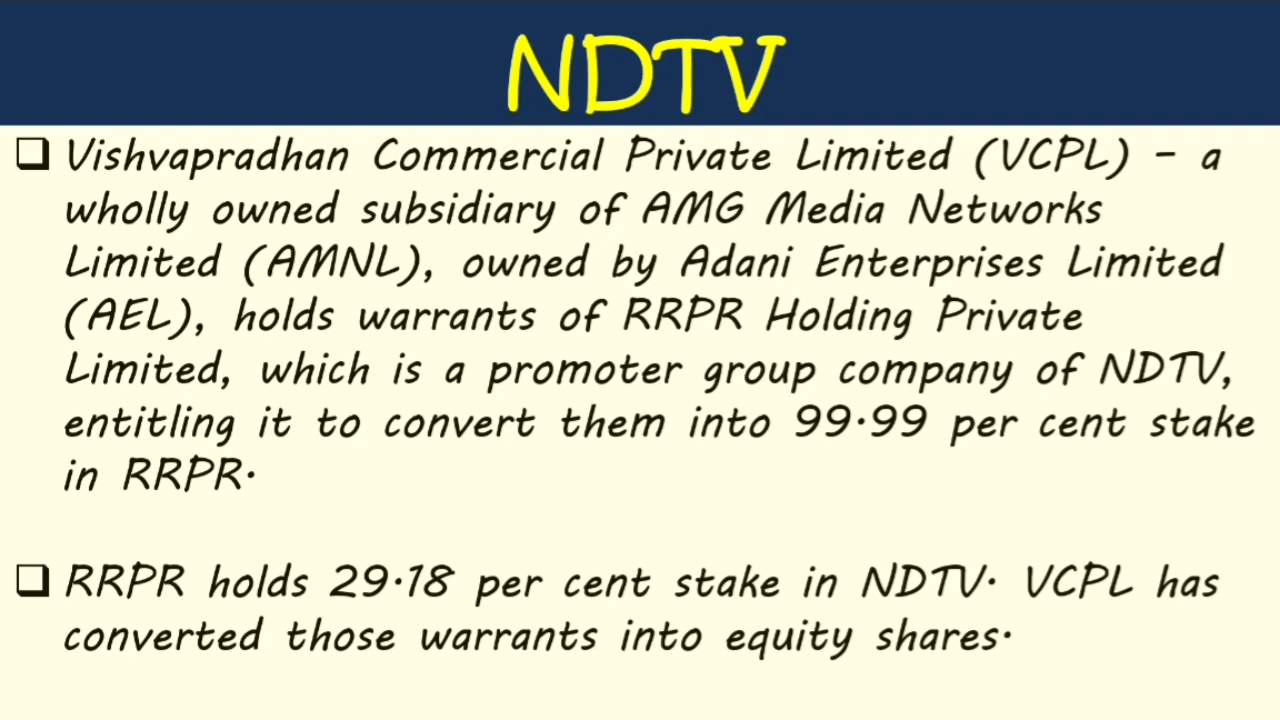 NDTV
❑ Vishvapradhan Commercial Private Limited (VCPL) – a
wholly owned subsidiary of AMG Media Networks
Limited (AMNL), owned by Adani Enterprises Limited
(AEL), holds warrants of RRPR Holding Private
Limited, which is a promoter group company of NDTV,
entitling it to convert them into 99·99 per cent stake
in RRPR·
❑ RRPR holds 29·18 per cent stake in NDTV· VCPL has
converted those warrants into equity shares·